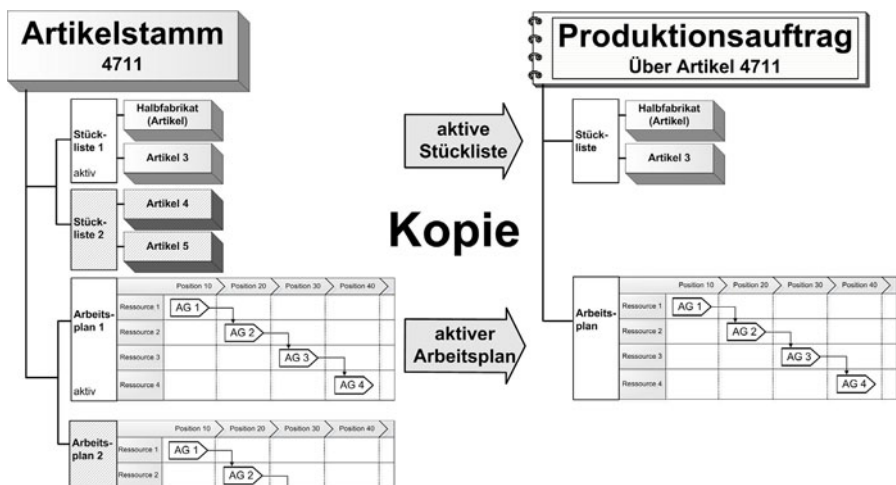 Artikelstamm
4711
Stück-
liste 1
aktiv
Halbfabrikat
(Artikel)
Artikel 3
Stück-
liste 2
Artikel 4
Artikel 5
Arbeits-
plan 1
aktiv
Position 10
Position 20
Position 30
Position 40
Ressource 1
AG 1
Ressource 2
AG 2
Ressource 3
AG 3
Ressource 4
AG 4
Arbeits-
plan 2
Position 10
Position 20
Position 30
Position 40
Ressource 1
AG 1
Ressource 2
AG 2
aktive
Stückliste
Kopie
aktiver
Arbeitsplan
Produktionsauftrag
Über Artikel 4711
Stück-
liste
Halbfabrikat
(Artikel)
Artikel 3
Arbeits-
plan
Position 10
Position 20
Position 30
Position 40
Ressource 1
AG 1
Ressource 2
AG 2
Ressource 3
AG 3
Ressource 4
AG 4